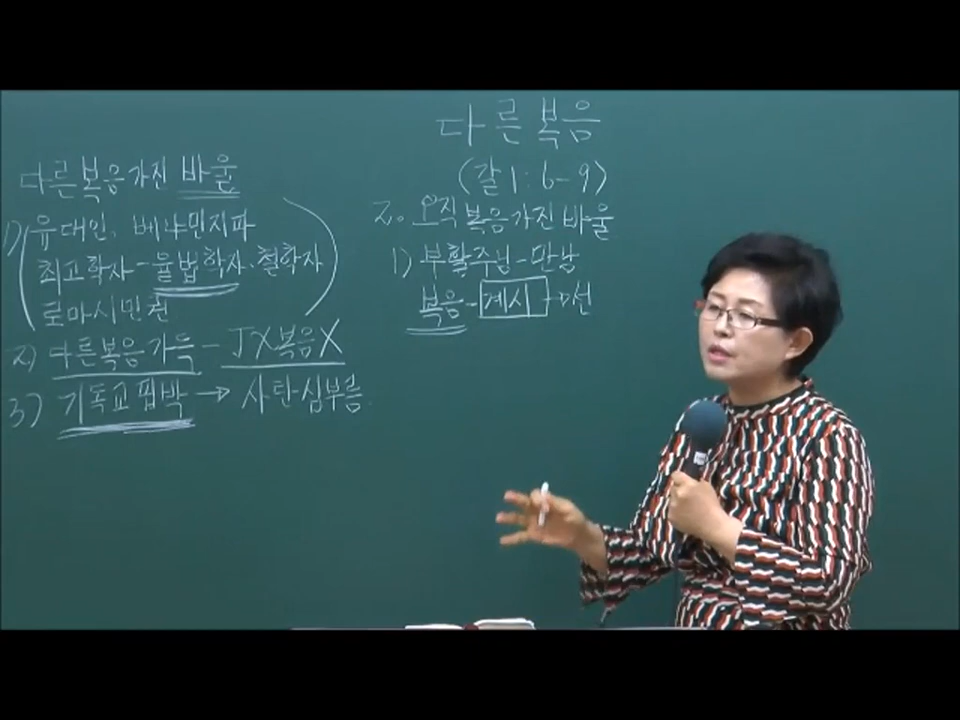 다른 복음
(갈 1:6-9)
다른복음가진 바울
1) 유대인, 베냐민지파
최고학자-율법학자·철학자
로마시민권
2) 다른복음가득 - J X 복음 X
3) 기독교핍박 → 사탄심부름
2. 오직복음가진 바울
1) 부활주님-만남
복음-계시→선